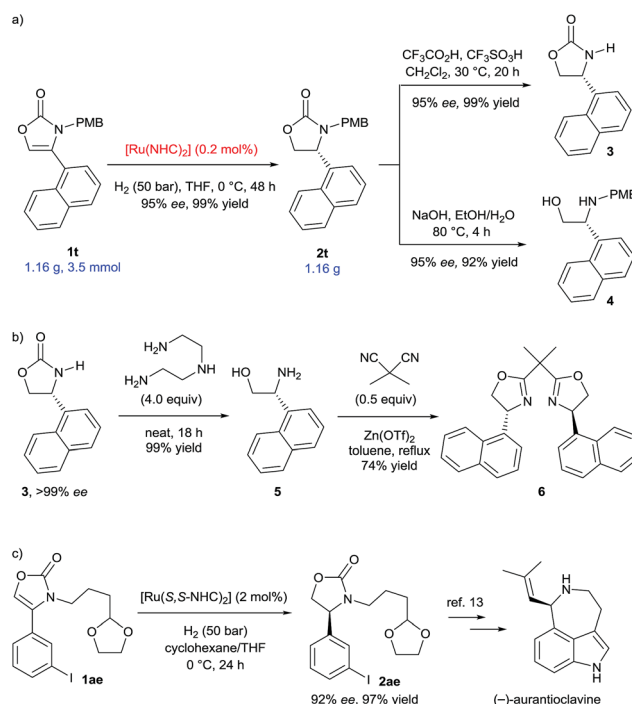 a)
O
O
N
PMB
1t
1.16 g, 3.5 mmol
[Ru(NHC)2] (0.2 mol%)
H2 (50 bar), THF, 0 °C, 48 h
95% ee, 99% yield
O
O
N
PMB
2t
1.16 g
CF3CO2H, CF3SO3H
CH2Cl2, 30 °C, 20 h
95% ee, 99% yield
O
O
N
H
3
NaOH, EtOH/H2O
80 °C, 4 h
95% ee, 92% yield
HO
HN
PMB
4
b)
O
O
N
H
3, >99% ee
H2N
NH2
N
H
(4.0 equiv)
neat, 18 h
99% yield
HO
NH2
5
NC
CN
(0.5 equiv)
Zn(OTf)2
toluene, reflux
74% yield
O
O
N
N
6
c)
O
O
N
O
O
I
1ae
[Ru(S,S-NHC)2] (2 mol%)
H2 (50 bar)
cyclohexane/THF
0 °C, 24 h
O
O
N
O
O
I
2ae
92% ee, 97% yield
ref. 13
H
N
N
H
(–)-aurantioclavine